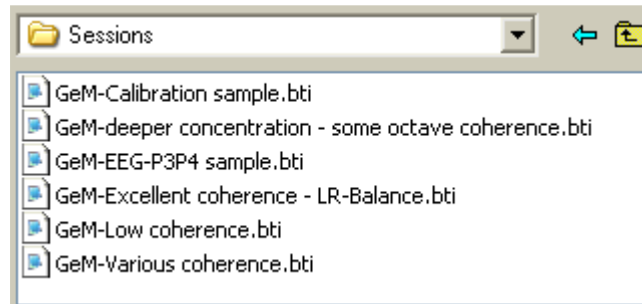 Sessions
GeM-Calibration sample.bti
GeM-deeper concentration - some octave coherence.bti
GeM-EEG-P3P4 sample.bti
GeM-Excellent coherence - LR-Balance.bti
GeM-Low coherence.bti
GeM-Various coherence.bti